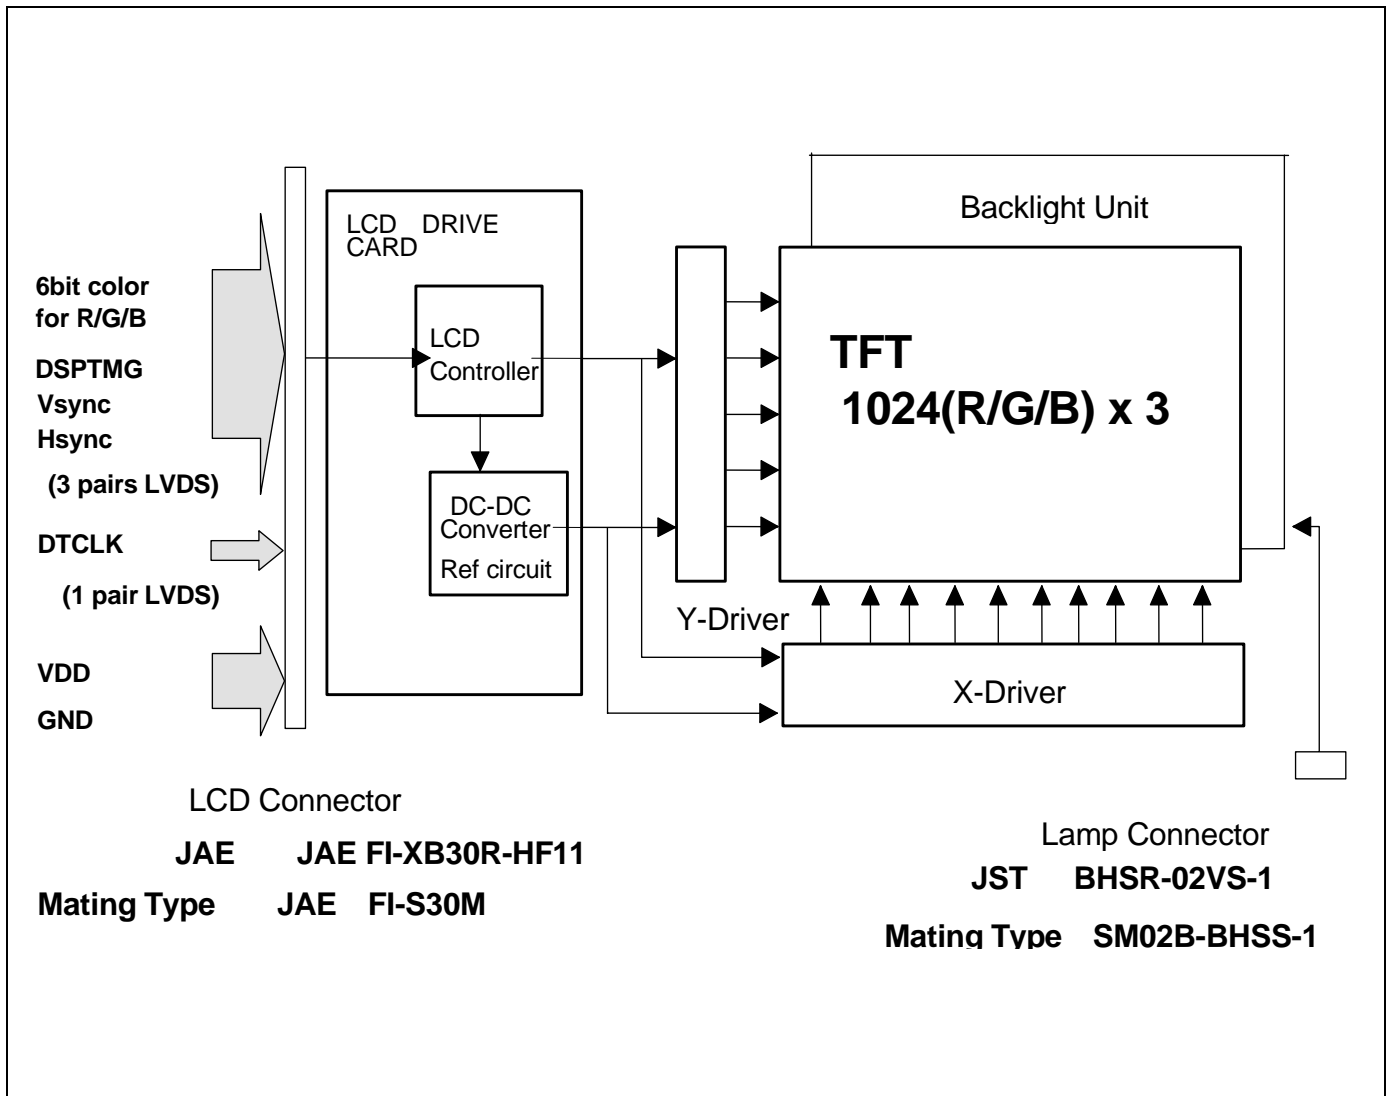 Backlight Unit
LCD DRIVE
CARD
6bit color
for R/G/B
DSPTMG
Vsync
Hsync
(3 pairs LVDS)
DTCLK
(1 pair LVDS)
VDD
GND
LCD
Controller
DC-DC
Converter
Ref circuit
TFT
1024(R/G/B) x 3
Y-Driver
X-Driver
LCD Connector
JAE JAE FI-XB30R-HF11
Mating Type JAE FI-S30M
Lamp Connector
JST BHSR-02VS-1
Mating Type SM02B-BHSS-1